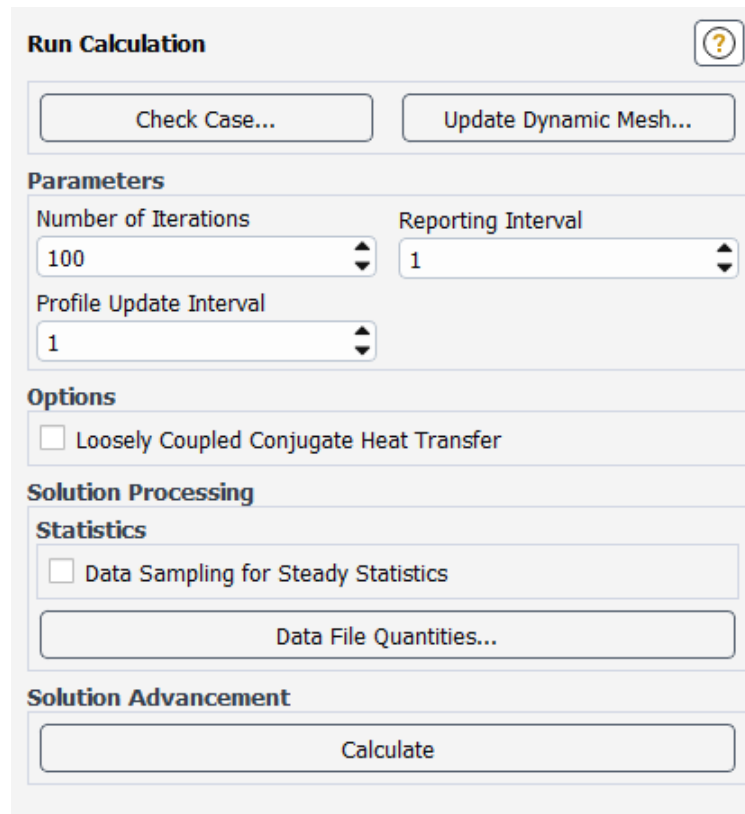 Run Calculation
?
Check Case... Update Dynamic Mesh...
Parameters
Number of Iterations Reporting Interval
100 1
Profile Update Interval
1
Options
Loosely Coupled Conjugate Heat Transfer
Solution Processing
Statistics
Data Sampling for Steady Statistics
Data File Quantities...
Solution Advancement
Calculate